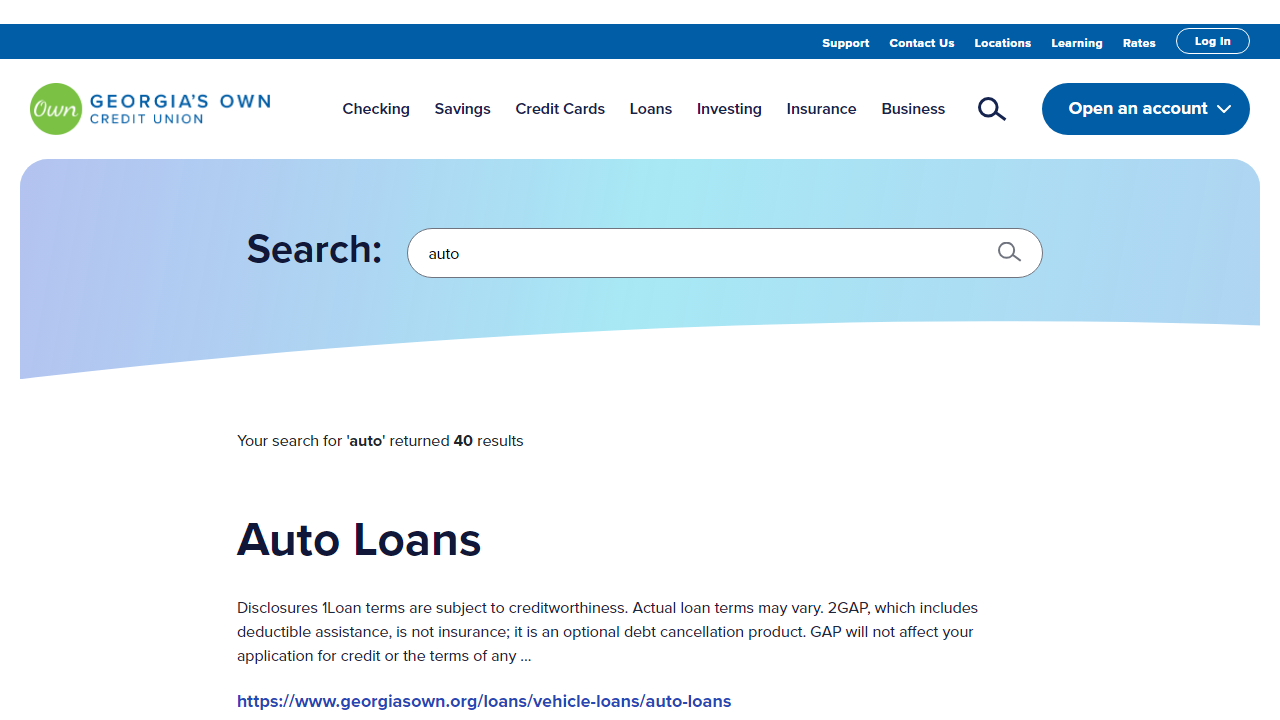 Support Contact Us Locations Learning Rates Log In
Own GEORGIA'S OWN
CREDIT UNION
Checking Savings Credit Cards Loans Investing Insurance Business Open an account
Search: auto
Your search for 'auto' returned 40 results
Auto Loans
Disclosures 1Loan terms are subject to creditworthiness. Actual loan terms may vary. 2GAP, which includes
deductible assistance, is not insurance; it is an optional debt cancellation product. GAP will not affect your
application for credit or the terms of any ...
https://www.georgiasown.org/loans/vehicle-loans/auto-loans